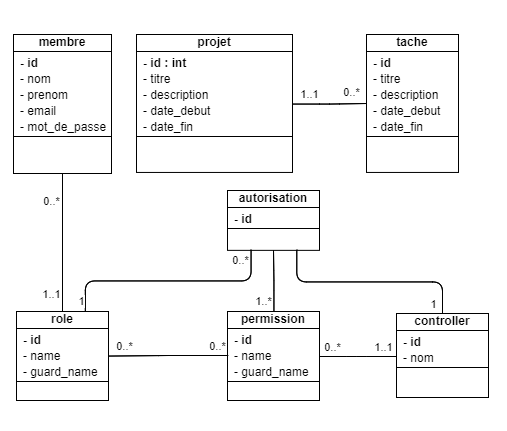 membre
- id
- nom
- prenom
- email
- mot_de_passe
projet
- id : int
- titre
- description
- date_debut
- date_fin
tache
- id
- titre
- description
- date_debut
- date_fin
1..1
0..*
autorisation
- id
0..*
1..1
0..*
1
1..*
1
role
- id
- name
- guard_name
0..*
0..*
permission
- id
- name
- guard_name
0..*
1..1
controller
- id
- nom